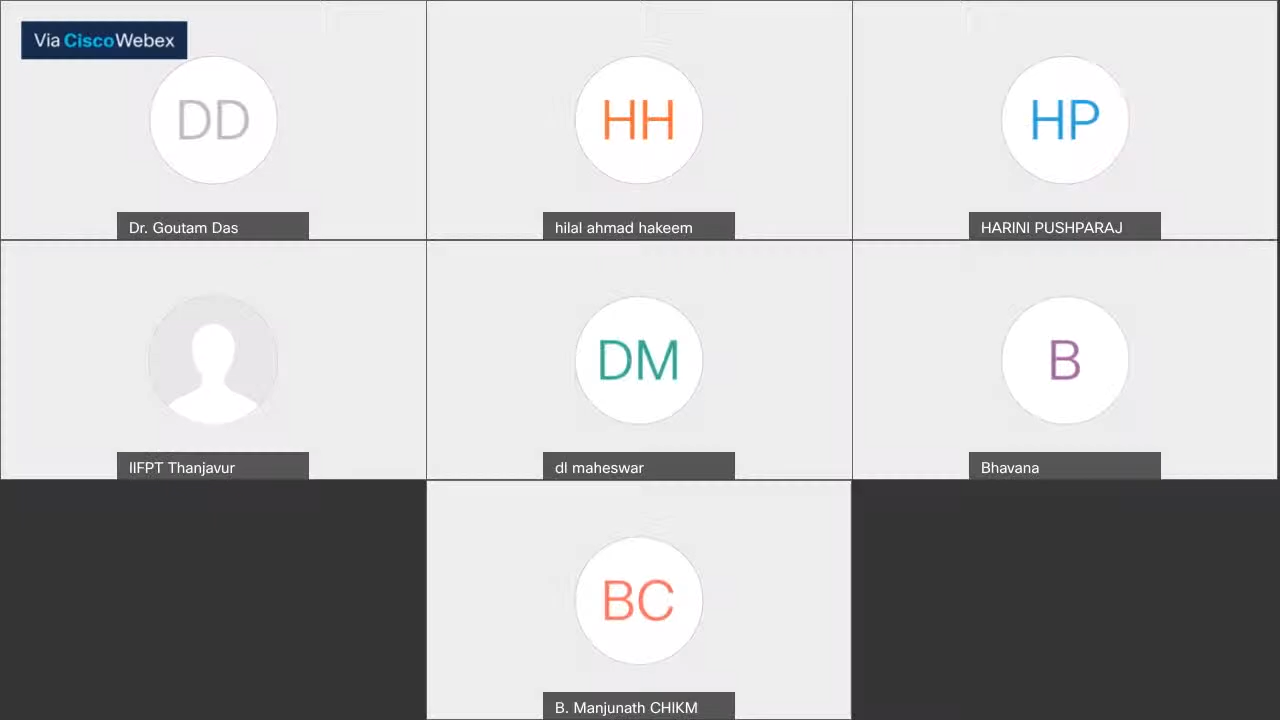 Via CiscoWebex
DD
HH
HP
Dr. Goutam Das
hilal ahmad hakeem
HARINI PUSHPARAJ
DM
B
IIFPT Thanjavur
dl maheswar
Bhavana
BC
B. Manjunath CHIKM